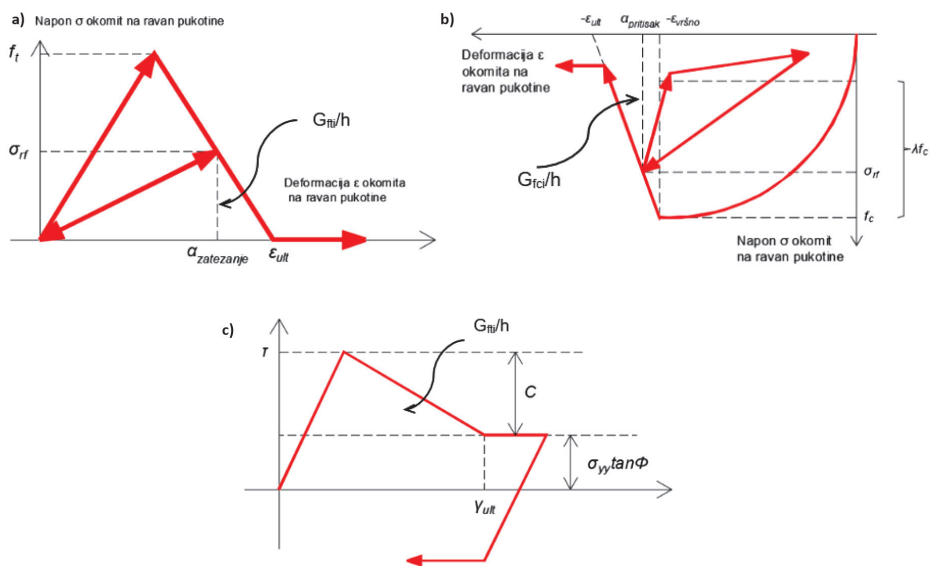 a)
Napon σ okomit na ravan pukotine
f_t
σ_rf
G_fti/h
Deformacija ε okomita
na ravan pukotine
α_zatezanje
ε_ult
b)
-ε_ult
α_pritisak
-ε_vršno
Deformacija ε
okomita na
ravan pukotine
G_fci/h
λf_c
σ_rf
f_c
Napon σ okomit
na ravan pukotine
c)
G_fti/h
τ
C
σ_yy tanΦ
γ_ult